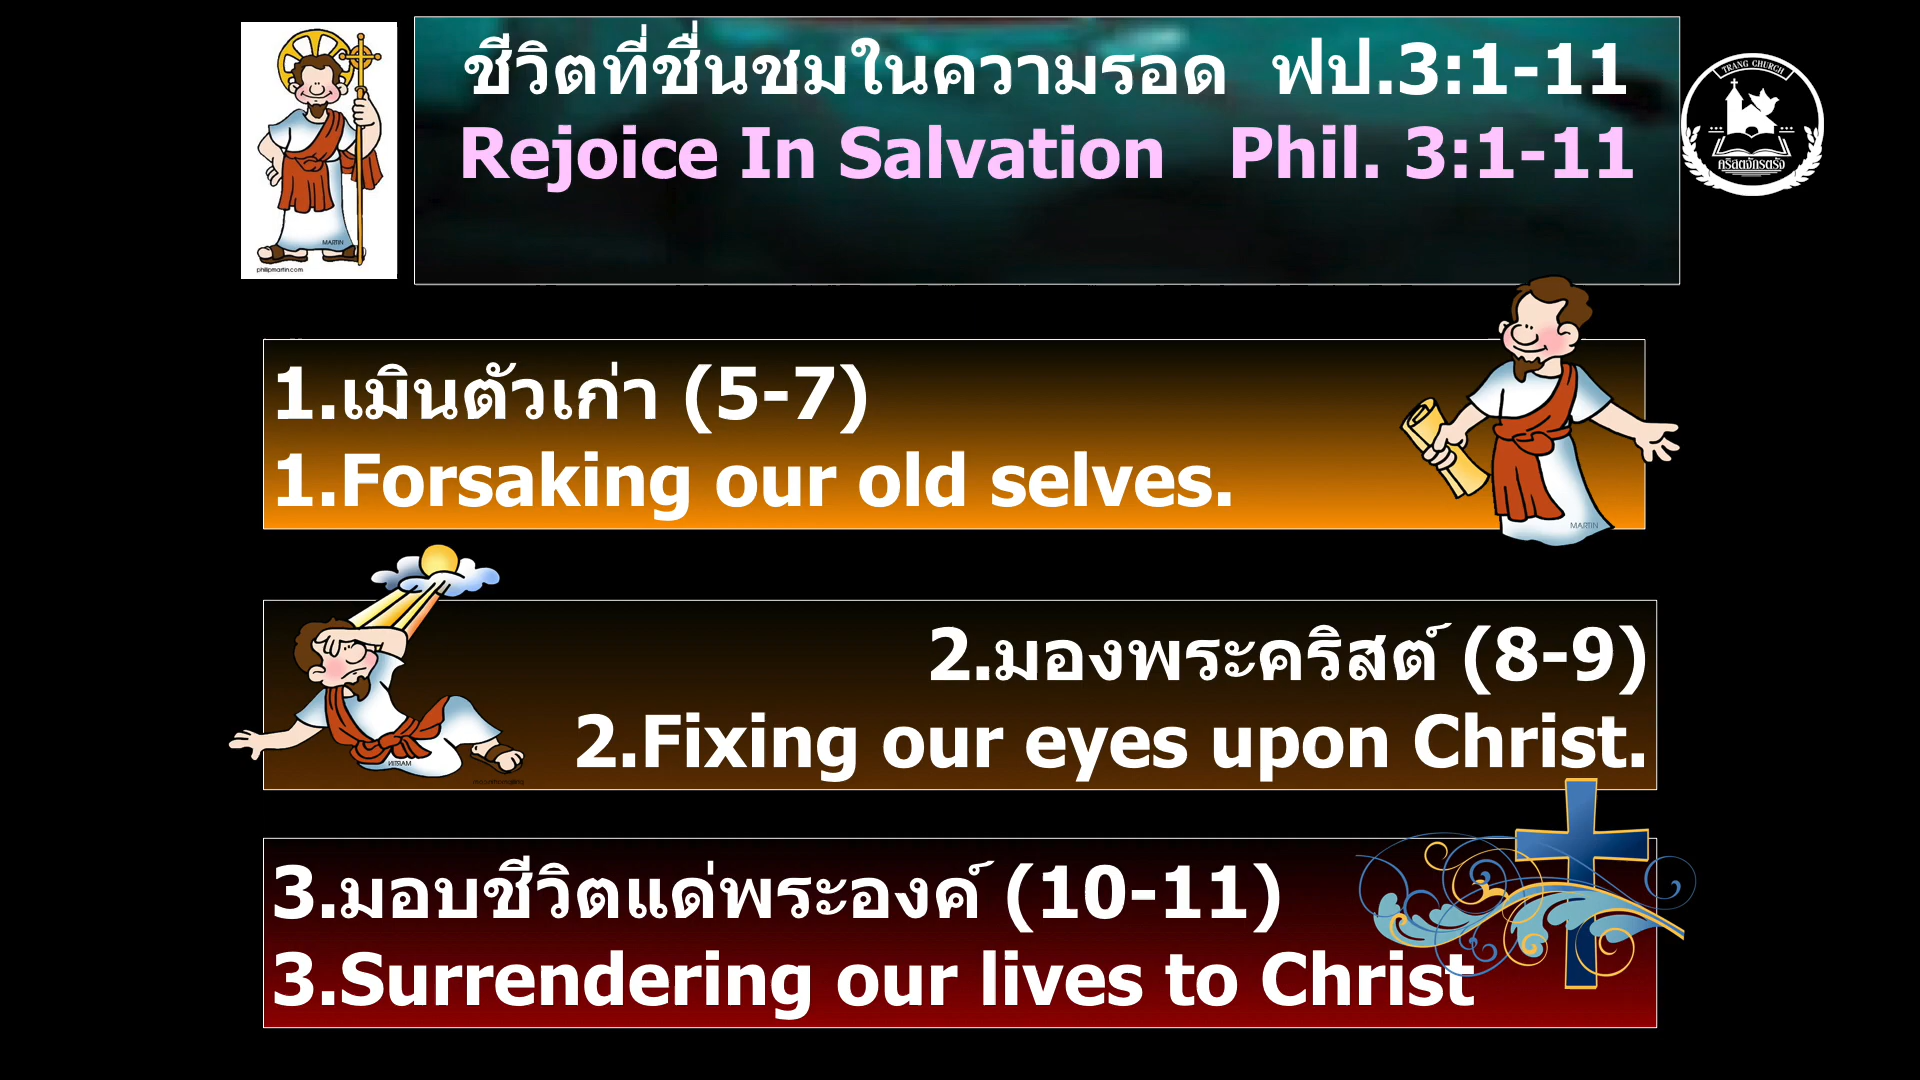 ชีวิตที่ชื่นชมในความรอด ฟป.3:1-11
Rejoice In Salvation Phil. 3:1-11
TRANG CHURCH
คริสตจักรตรัง
MARTIN
philipmartin.com
1.เมินตัวเก่า (5-7)
1.Forsaking our old selves.
MARTIN
2.มองพระคริสต์ (8-9)
2.Fixing our eyes upon Christ.
MARTIN
3.มอบชีวิตแด่พระองค์ (10-11)
3.Surrendering our lives to Christ